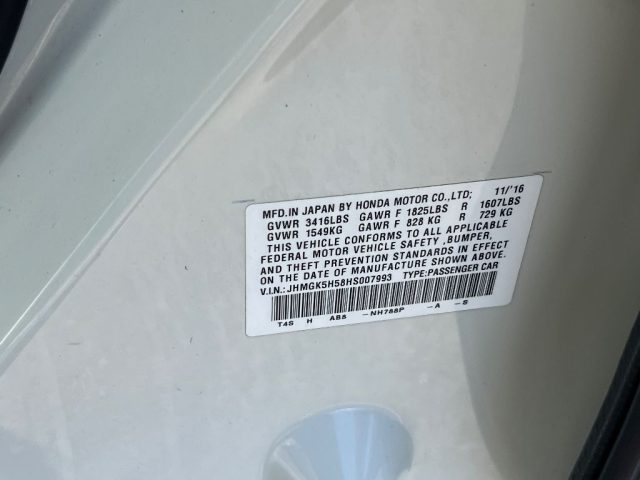 MFD.IN JAPAN BY HONDA MOTOR CO.,LTD; 11/'16
GVWR 3416LBS GAWR F 1825LBS R 1607LBS
GVWR 1549KG GAWR F 828 KG R 729 KG
THIS VEHICLE CONFORMS TO ALL APPLICABLE
FEDERAL MOTOR VEHICLE SAFETY ,BUMPER,
AND THEFT PREVENTION STANDARDS IN EFFECT
ON THE DATE OF MANUFACTURE SHOWN ABOVE.
V.I.N.: JHMGK5H58HS007993 TYPE:PASSENGER CAR
T4S H AB8 -NH788P -A -S